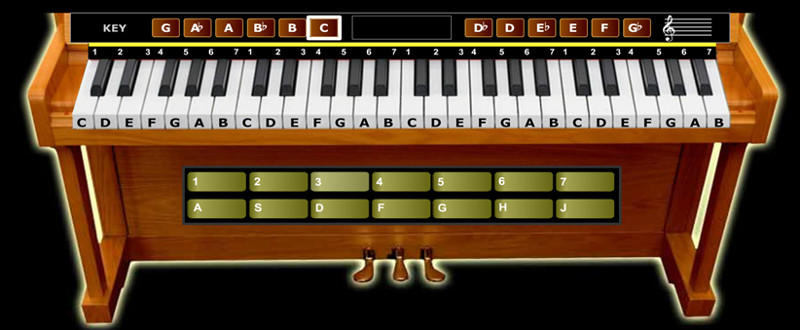 KEY G A♭ A B♭ B C D♭ D E♭ E F G♭
1 2 3 4 5 6 7 1 2 3 4 5 6 7 1 2 3 4 5 6 7 1 2 3 4 5 6 7
C D E F G A B C D E F G A B C D E F G A B C D E F G A B
1 2 3 4 5 6 7
A S D F G H J